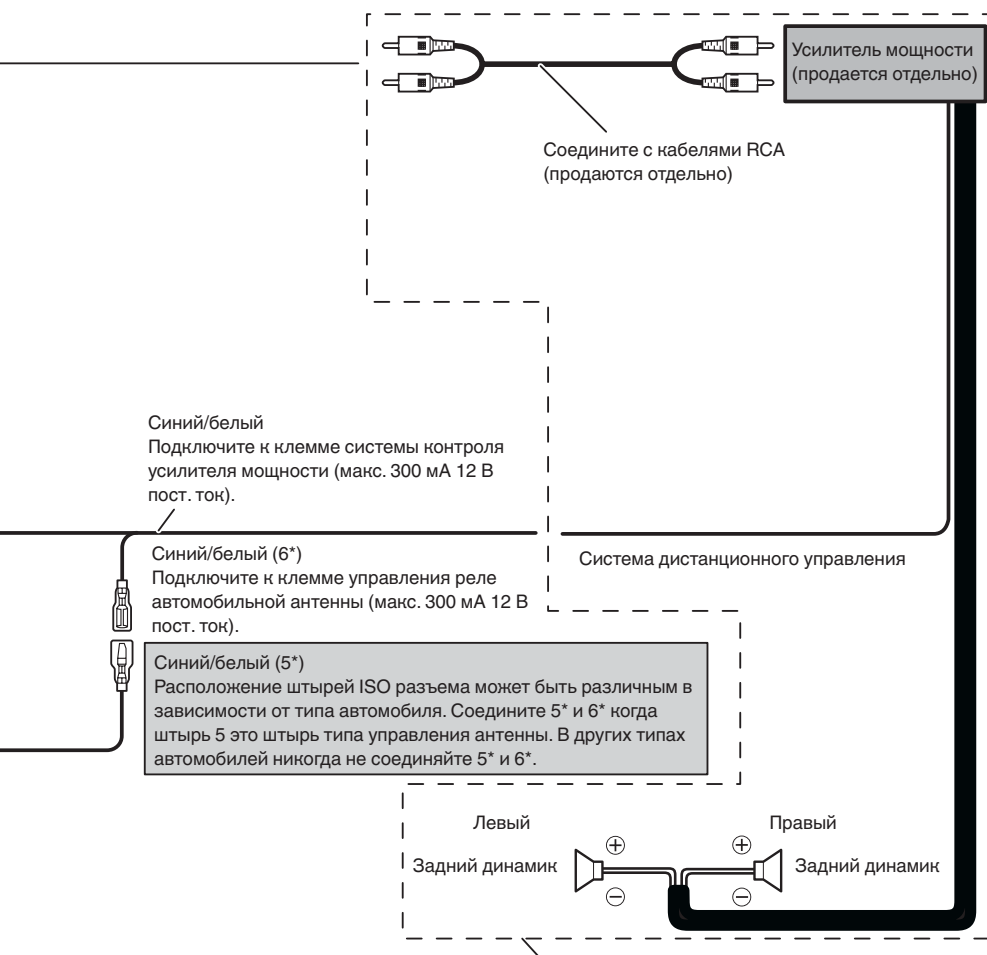 Усилитель мощности
(продается отдельно)
Соедините с кабелями RCA
(продаются отдельно)
Синий/белый
Подключите к клемме системы контроля
усилителя мощности (макс. 300 мА 12 В
пост. ток).
Синий/белый (6*)
Подключите к клемме управления реле
автомобильной антенны (макс. 300 мА 12 В
пост. ток).
Система дистанционного управления
Синий/белый (5*)
Расположение штырей ISO разъема может быть различным в
зависимости от типа автомобиля. Соедините 5* и 6* когда
штырь 5 это штырь типа управления антенны. В других типах
автомобилей никогда не соединяйте 5* и 6*.
Левый
Правый
Задний динамик
Задний динамик